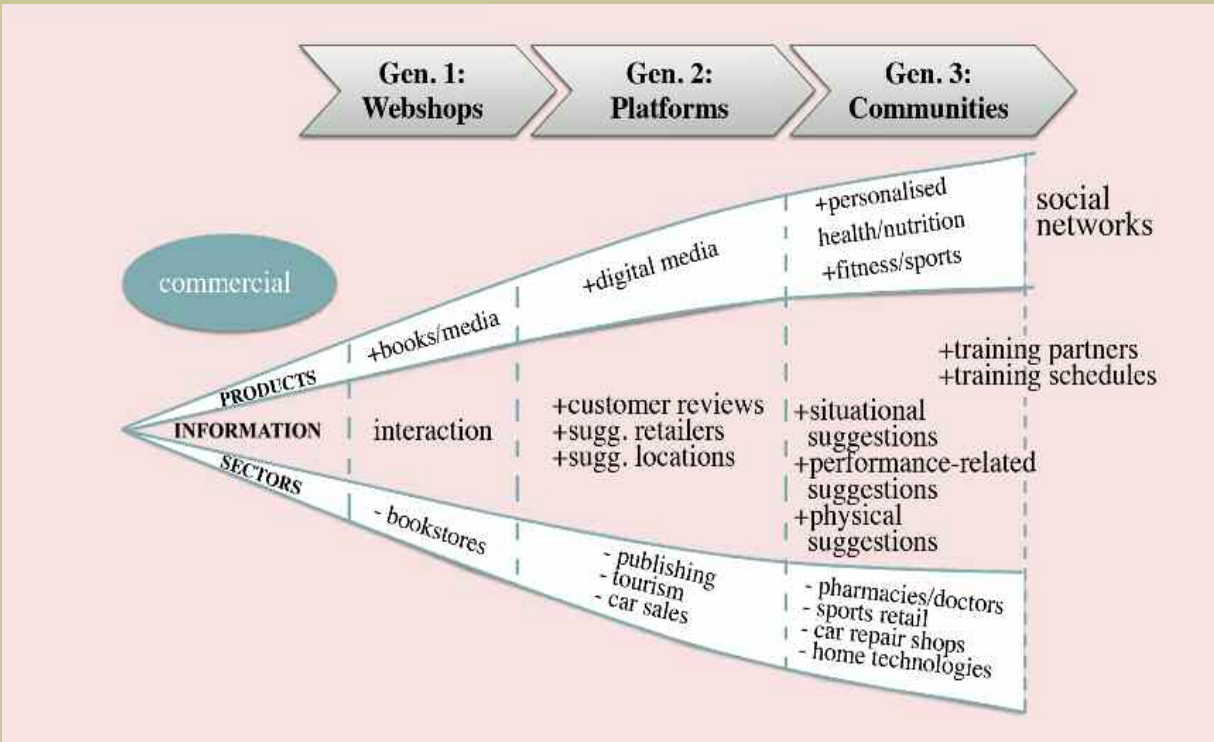 Gen. 1:
Webshops
Gen. 2:
Platforms
Gen. 3:
Communities
commercial
PRODUCTS
+books/media
+digital media
+personalised
health/nutrition
+fitness/sports
social
networks
INFORMATION
interaction
+customer reviews
+sugg. retailers
+sugg. locations
+situational
suggestions
+performance-related
suggestions
+physical
suggestions
+training partners
+training schedules
SECTORS
- bookstores
- publishing
- tourism
- car sales
- pharmacies/doctors
- sports retail
- car repair shops
- home technologies